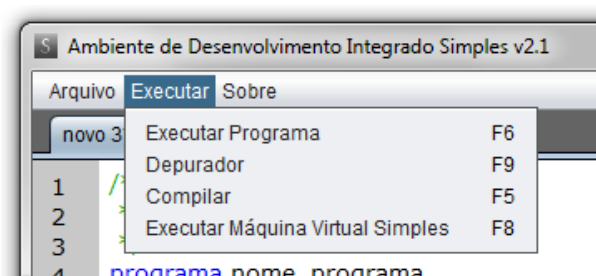 S Ambiente de Desenvolvimento Integrado Simples v2.1
Arquivo Executar Sobre
novo 3
Executar Programa F6
Depurador F9
Compilar F5
Executar Máquina Virtual Simples F8
1 /*
2 *
3 *
4 programa nome_programa